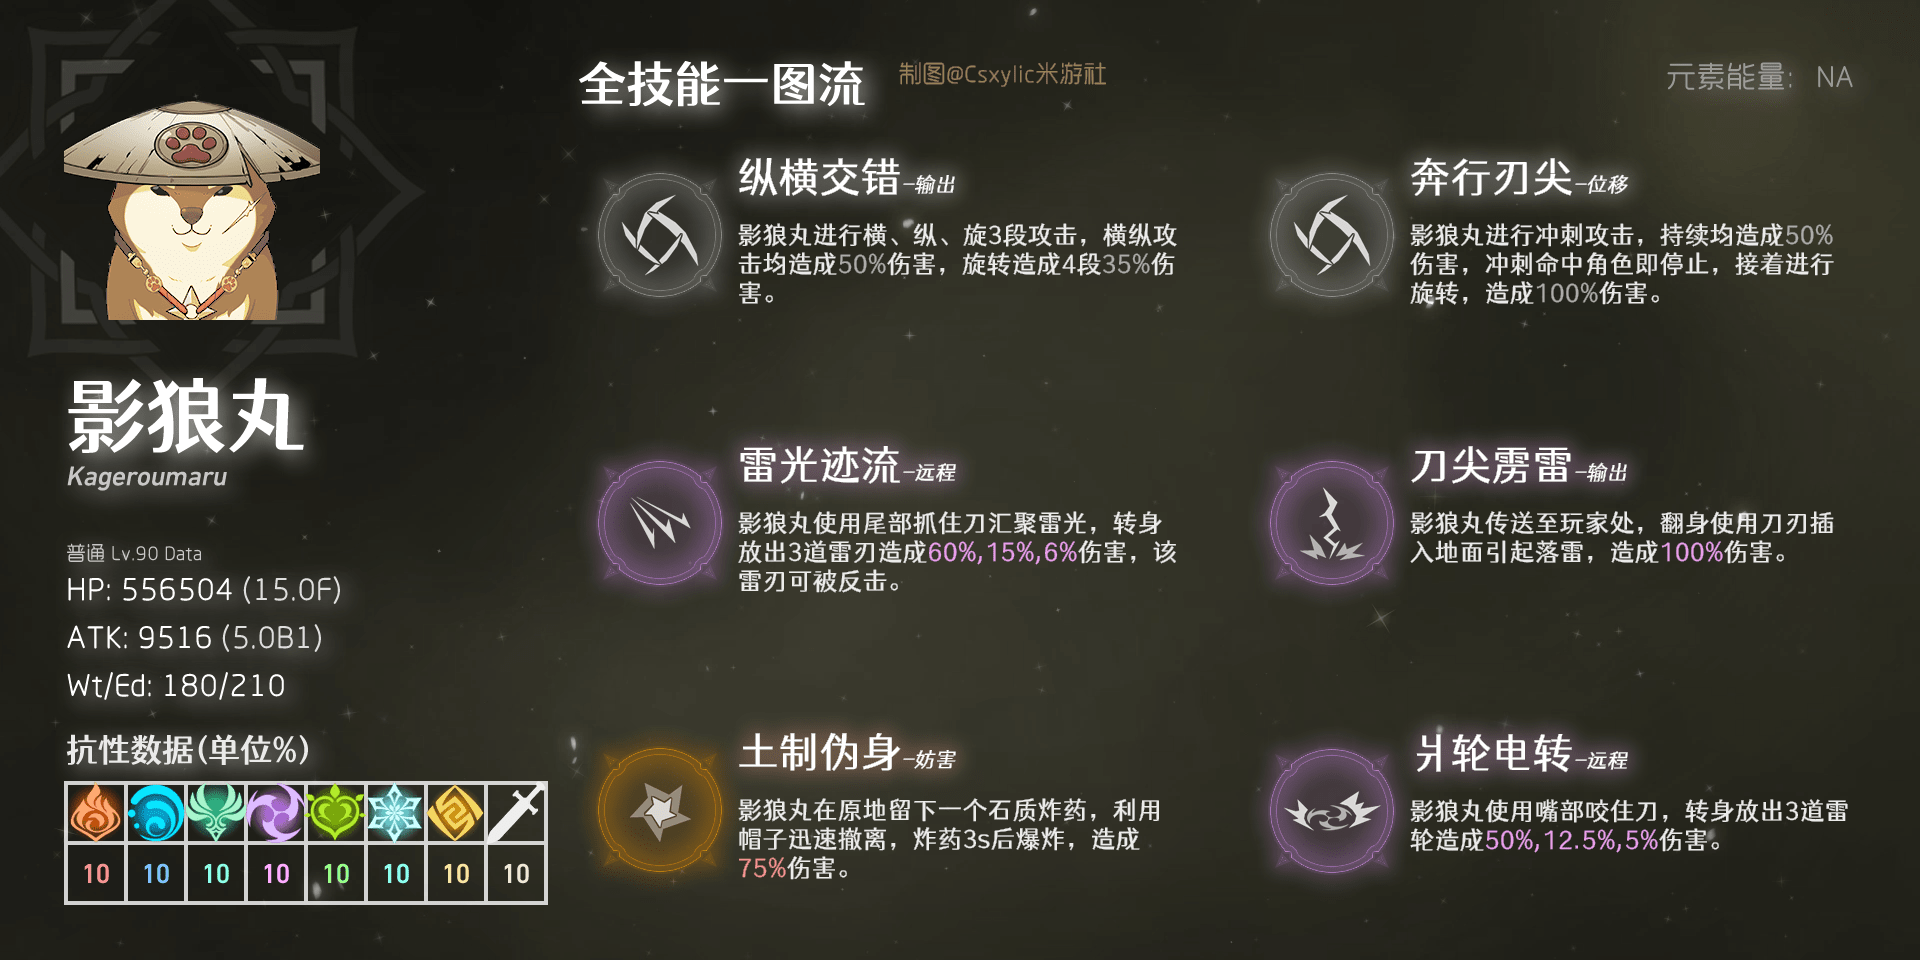 全技能一图流
制图@Csxylic米游社
元素能量: NA
影狼丸
Kageroumaru
普通 Lv.90 Data
HP: 556504 (15.0F)
ATK: 9516 (5.0B1)
Wt/Ed: 180/210
抗性数据(单位%)
10 10 10 10 10 10 10 10
纵横交错-输出
影狼丸进行横、纵、旋3段攻击，横纵攻
击均造成50%伤害，旋转造成4段35%伤
害。
奔行刃尖-位移
影狼丸进行冲刺攻击，持续均造成50%
伤害，冲刺命中角色即停止，接着进行
旋转，造成100%伤害。
雷光迹流-远程
影狼丸使用尾部抓住刀汇聚雷光，转身
放出3道雷刃造成60%,15%,6%伤害，该
雷刃可被反击。
刀尖雳雷-输出
影狼丸传送至玩家处，翻身使用刀刃插
入地面引起落雷，造成100%伤害。
土制伪身-妨害
影狼丸在原地留下一个石质炸药，利用
帽子迅速撤离，炸药3s后爆炸，造成
75%伤害。
爿轮电转-远程
影狼丸使用嘴部咬住刀，转身放出3道雷
轮造成50%,12.5%,5%伤害。